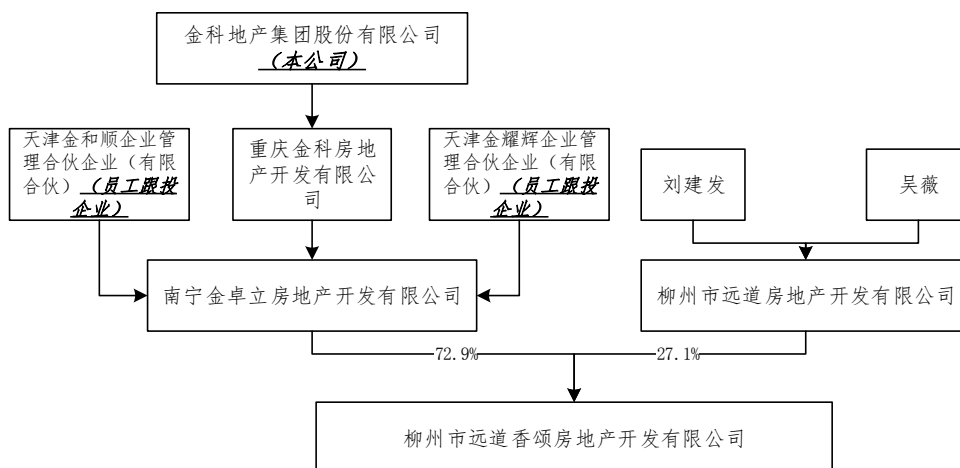 金科地产集团股份有限公司
（本公司）
天津金和顺企业管
理合伙企业（有限
合伙）（员工跟投
企业）
重庆金科房地
产开发有限公
司
天津金耀辉企业管
理合伙企业（有限
合伙）（员工跟投
企业）
刘建发
吴薇
南宁金卓立房地产开发有限公司
柳州市远道房地产开发有限公司
72.9%
27.1%
柳州市远道香颂房地产开发有限公司